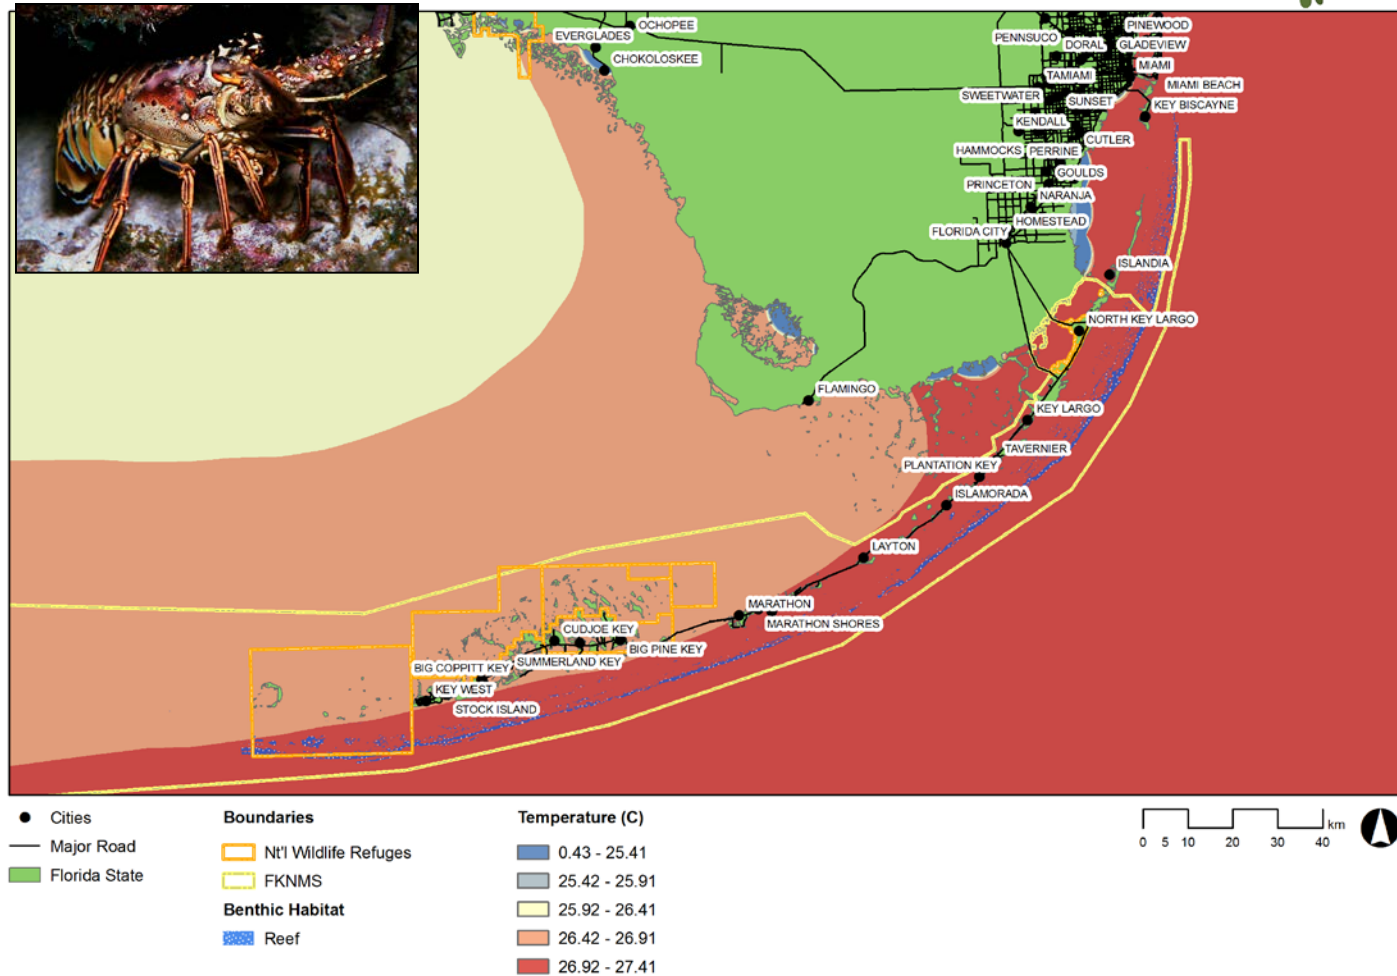 OCHOPEE
EVERGLADES
CHOKOLOSKEE
PINEWOOD
PENNSUCO
DORAL
GLADEVIEW
MIAMI
TAMIAMI
MIAMI BEACH
SWEETWATER
SUNSET
KEY BISCAYNE
KENDALL
CUTLER
HAMMOCKS
PERRINE
GOULDS
PRINCETON
NARANJA
HOMESTEAD
FLORIDA CITY
ISLANDIA
NORTH KEY LARGO
FLAMINGO
KEY LARGO
TAVERNIER
PLANTATION KEY
ISLAMORADA
LAYTON
MARATHON
MARATHON SHORES
CUDJOE KEY
BIG PINE KEY
SUMMERLAND KEY
BIG COPPITT KEY
KEY WEST
STOCK ISLAND
Cities
Major Road
Florida State
Boundaries
Nt'l Wildlife Refuges
FKNMS
Benthic Habitat
Reef
Temperature (C)
0.43 - 25.41
25.42 - 25.91
25.92 - 26.41
26.42 - 26.91
26.92 - 27.41
km
0 5 10 20 30 40